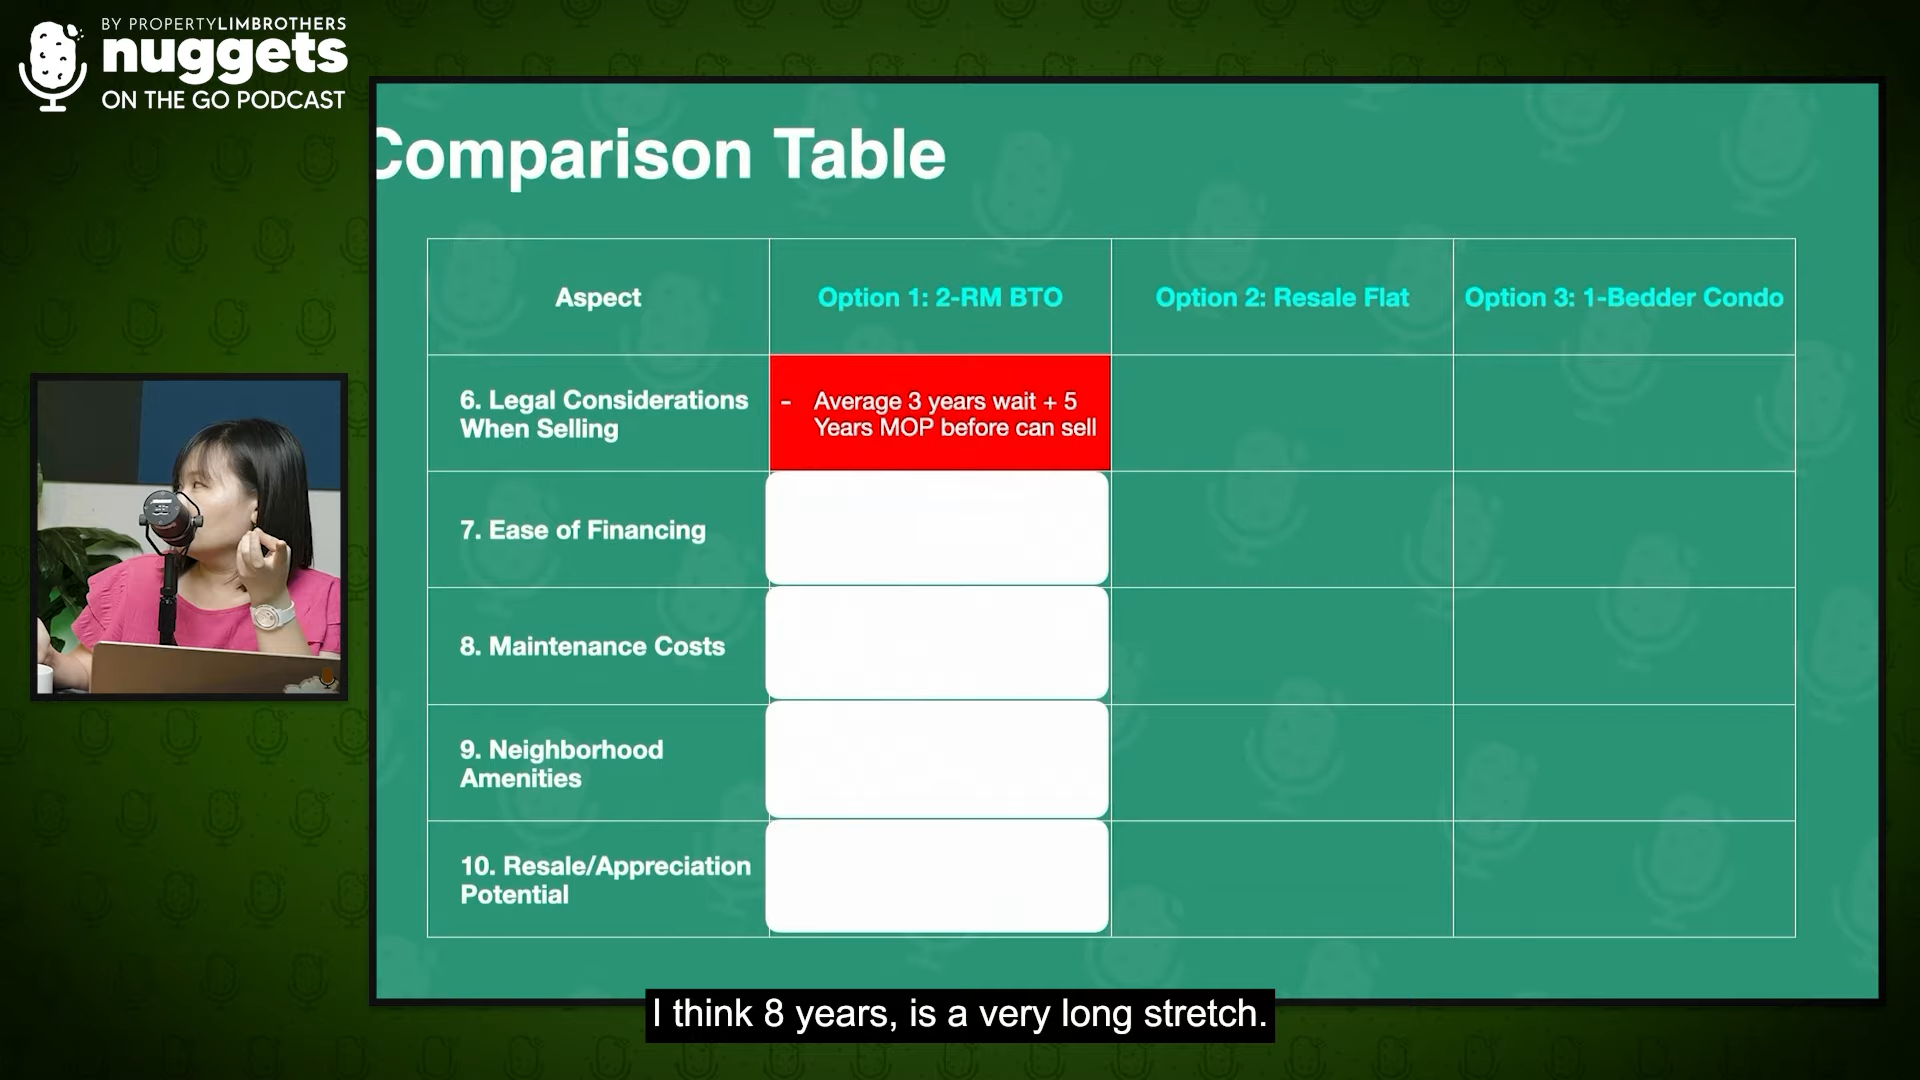 BY PROPERTYLIMBROTHERS
nuggets
ON THE GO PODCAST
Comparison Table
Aspect
Option 1: 2-RM BTO
Option 2: Resale Flat
Option 3: 1-Bedder Condo
6. Legal Considerations
When Selling
- Average 3 years wait + 5
Years MOP before can sell
7. Ease of Financing
8. Maintenance Costs
9. Neighborhood
Amenities
10. Resale/Appreciation
Potential
I think 8 years, is a very long stretch.